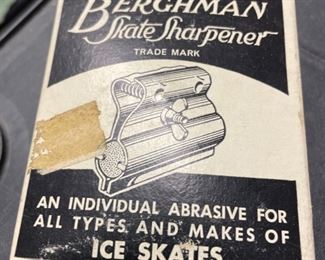 BERGHMAN
Skate Sharpener
TRADE MARK
AN INDIVIDUAL ABRASIVE FOR
ALL TYPES AND MAKES OF
ICE SKATES